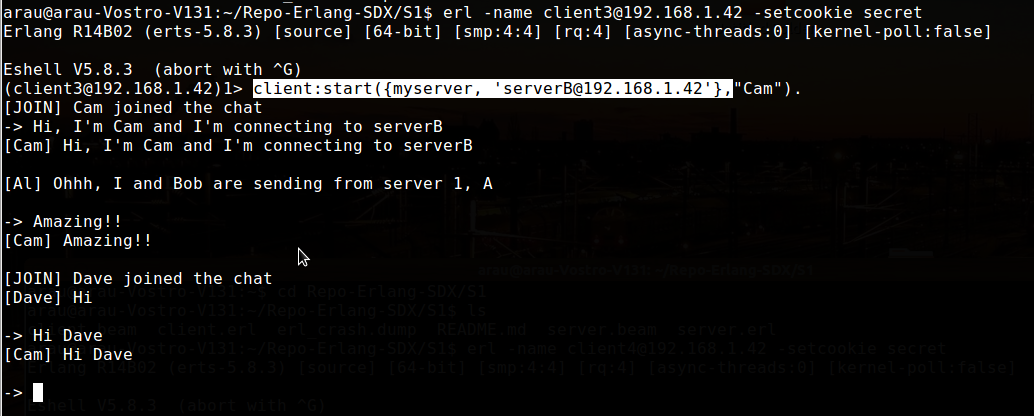 arau@arau-Vostro-V131:~/Repo-Erlang-SDX/S1$ erl -name client3@192.168.1.42 -setcookie secret
Erlang R14B02 (erts-5.8.3) [source] [64-bit] [smp:4:4] [rq:4] [async-threads:0] [kernel-poll:false]
Eshell V5.8.3  (abort with ^G)
(client3@192.168.1.42)1> client:start({myserver, 'serverB@192.168.1.42'},"Cam").
[JOIN] Cam joined the chat
-> Hi, I'm Cam and I'm connecting to serverB
[Cam] Hi, I'm Cam and I'm connecting to serverB
[Al] Ohhh, I and Bob are sending from server 1, A
-> Amazing!!
[Cam] Amazing!!
arau@arau-Vostro-V131: ~/Repo-Erlang-SDX/S1
[JOIN] Dave joined the chat
arau@arau-Vostro-V131:~$ cd Repo-Erlang-SDX/S1
[Dave] Hi
arau@arau-Vostro-V131:~/Repo-Erlang-SDX/S1$ ls
client.erl  erl_crash.dump  README.md  server.beam  server.erl
-> Hi Dave
arau@arau-Vostro-V131:~/Repo-Erlang-SDX/S1$ erl -name client4@192.168.1.42 -setcookie secret
[Cam] Hi Dave
Erlang R14B02 (erts-5.8.3) [source] [64-bit] [smp:4:4] [rq:4] [async-threads:0] [kernel-poll:false]
->
Eshell V5.8.3  (abort with ^G)